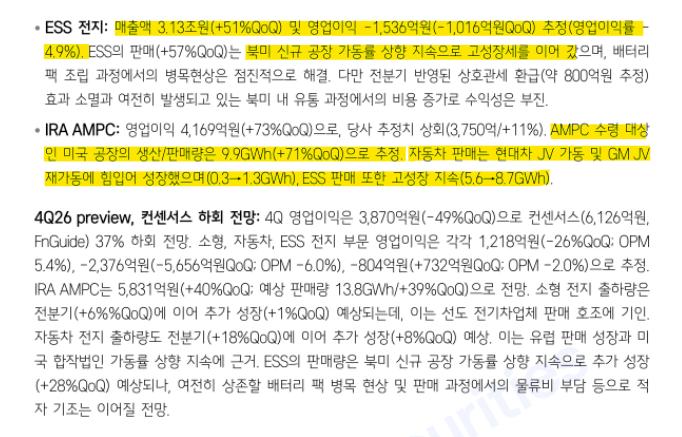 • ESS 전지: 매출액 3.13조원(+51%QoQ) 및 영업이익 -1,536억원(-1,016억원QoQ) 추정(영업이익률 -
4.9%). ESS의 판매(+57%QoQ)는 북미 신규 공장 가동률 상향 지속으로 고성장세를 이어 갔으며, 배터리
팩 조립 과정에서의 병목현상은 점진적으로 해결. 다만 전분기 반영된 상호관세 환급(약 800억원 추정)
효과 소멸과 여전히 발생되고 있는 북미 내 유통 과정에서의 비용 증가로 수익성은 부진.
• IRA AMPC: 영업이익 4,169억원(+73%QoQ)으로, 당사 추정치 상회(3,750억/+11%). AMPC 수령 대상
인 미국 공장의 생산/판매량은 9.9GWh(+71%QoQ)으로 추정. 자동차 판매는 현대차 JV 가동 및 GM JV
재가동에 힘입어 성장했으며(0.3→1.3GWh), ESS 판매 또한 고성장 지속(5.6→8.7GWh).
4Q26 preview, 컨센서스 하회 전망: 4Q 영업이익은 3,870억원(-49%QoQ)으로 컨센서스(6,126억원,
FnGuide) 37% 하회 전망. 소형, 자동차, ESS 전지 부문 영업이익은 각각 1,218억원(-26%QoQ; OPM
5.4%), -2,376억원(-5,656억원QoQ; OPM -6.0%), -804억원(+732억원QoQ; OPM -2.0%)으로 추정.
IRA AMPC는 5,831억원(+40%QoQ; 예상 판매량 13.8GWh/+39%QoQ)으로 전망. 소형 전지 출하량은
전분기(+6%%QoQ)에 이어 추가 성장(+1%QoQ) 예상되는데, 이는 선도 전기차업체 판매 호조에 기인.
자동차 전지 출하량도 전분기(+18%QoQ)에 이어 추가 성장(+8%QoQ) 예상. 이는 유럽 판매 성장과 미
국 합작법인 가동률 상향 지속에 근거. ESS의 판매량은 북미 신규 공장 가동률 상향 지속으로 추가 성장
(+28%QoQ) 예상되나, 여전히 상존할 배터리 팩 병목 현상 및 판매 과정에서의 물류비 부담 등으로 적
자 기조는 이어질 전망.